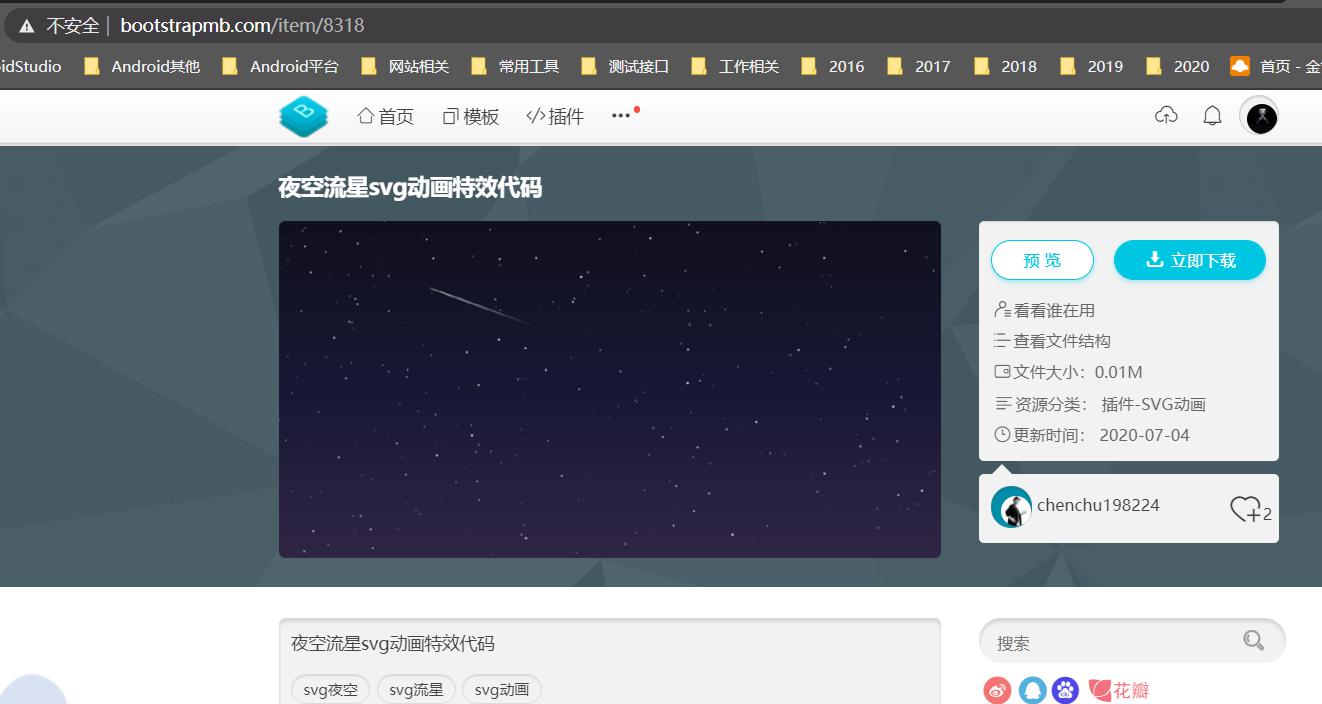 不安全 | bootstrapmb.com/item/8318
idStudio Android其他 Android平台 网站相关 常用工具 测试接口 工作相关 2016 2017 2018 2019 2020 首页 - 金
首页 模板 </>插件 •••
夜空流星svg动画特效代码
预 览 立即下载
看看谁在用
查看文件结构
文件大小：0.01M
资源分类： 插件-SVG动画
更新时间： 2020-07-04
chenchu198224 2
夜空流星svg动画特效代码
搜索
svg夜空 svg流星 svg动画
花瓣